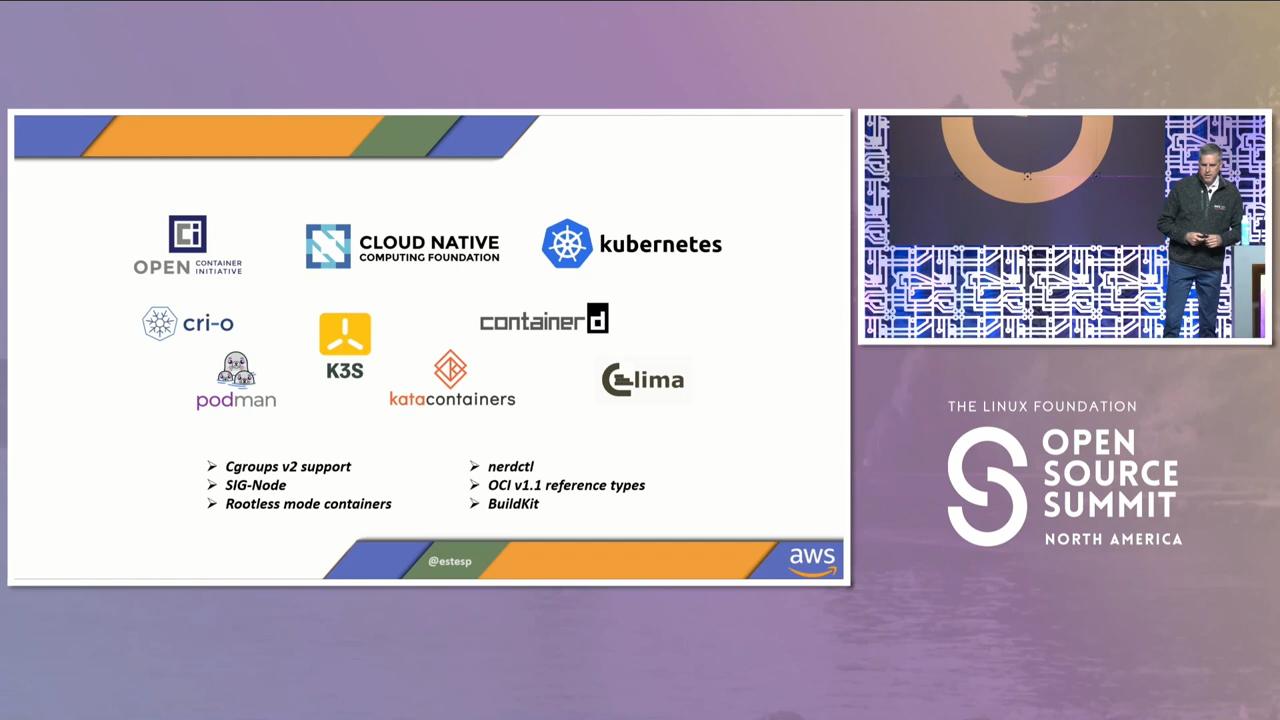 Ci
OPEN CONTAINER INITIATIVE
CLOUD NATIVE
COMPUTING FOUNDATION
kubernetes
cri-o
K3S
containerd
podman
katacontainers
lima
Cgroups v2 support
SIG-Node
Rootless mode containers
nerdctl
OCI v1.1 reference types
BuildKit
@estesp
aws
THE LINUX FOUNDATION
OPEN
SOURCE
SUMMIT
NORTH AMERICA